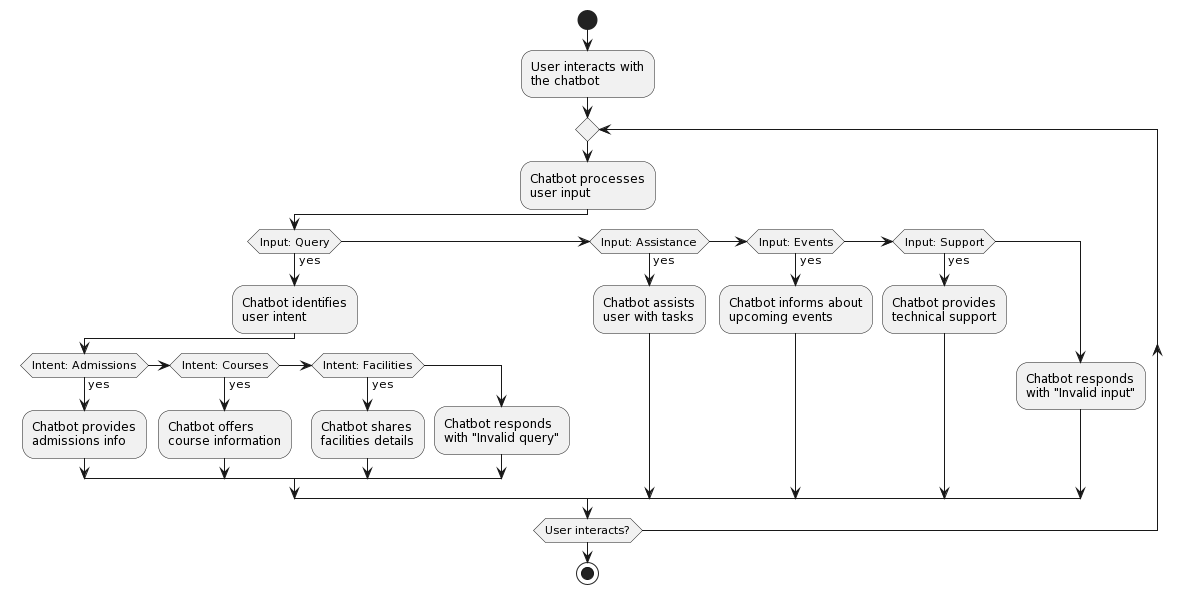 User interacts with
the chatbot
Chatbot processes
user input
Input: Query
Input: Assistance
Input: Events
Input: Support
yes
yes
yes
yes
Chatbot identifies
user intent
Chatbot assists
user with tasks
Chatbot informs about
upcoming events
Chatbot provides
technical support
Intent: Admissions
Intent: Courses
Intent: Facilities
yes
yes
yes
Chatbot responds
with "Invalid input"
Chatbot provides
admissions info
Chatbot offers
course information
Chatbot shares
facilities details
Chatbot responds
with "Invalid query"
User interacts?